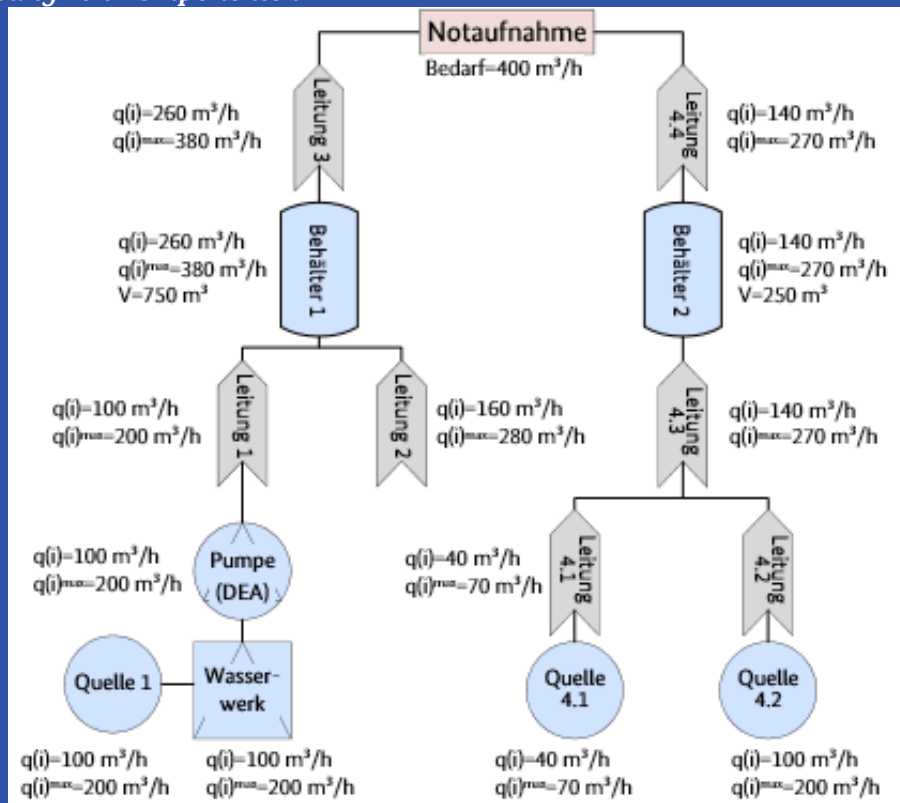 Notaufnahme
Bedarf=400 m³/h
Leitung 3
q(i)=260 m³/h
q(i)ᵐᵃˣ=380 m³/h
Leitung
4.4
q(i)=140 m³/h
q(i)ᵐᵃˣ=270 m³/h
Behälter 1
q(i)=260 m³/h
q(i)ᵐᵃˣ=380 m³/h
V=750 m³
Behälter 2
q(i)=140 m³/h
q(i)ᵐᵃˣ=270 m³/h
V=250 m³
Leitung 1
q(i)=100 m³/h
q(i)ᵐᵃˣ=200 m³/h
Leitung 2
q(i)=160 m³/h
q(i)ᵐᵃˣ=280 m³/h
Leitung
4.3
q(i)=140 m³/h
q(i)ᵐᵃˣ=270 m³/h
Pumpe
(DEA)
q(i)=100 m³/h
q(i)ᵐᵃˣ=200 m³/h
Leitung
4.1
q(i)=40 m³/h
q(i)ᵐᵃˣ=70 m³/h
Leitung
4.2
Quelle 1
Wasser-
werk
Quelle
4.1
Quelle
4.2
q(i)=100 m³/h
q(i)ᵐᵃˣ=200 m³/h
q(i)=100 m³/h
q(i)ᵐᵃˣ=200 m³/h
q(i)=40 m³/h
q(i)ᵐᵃˣ=70 m³/h
q(i)=100 m³/h
q(i)ᵐᵃˣ=200 m³/h